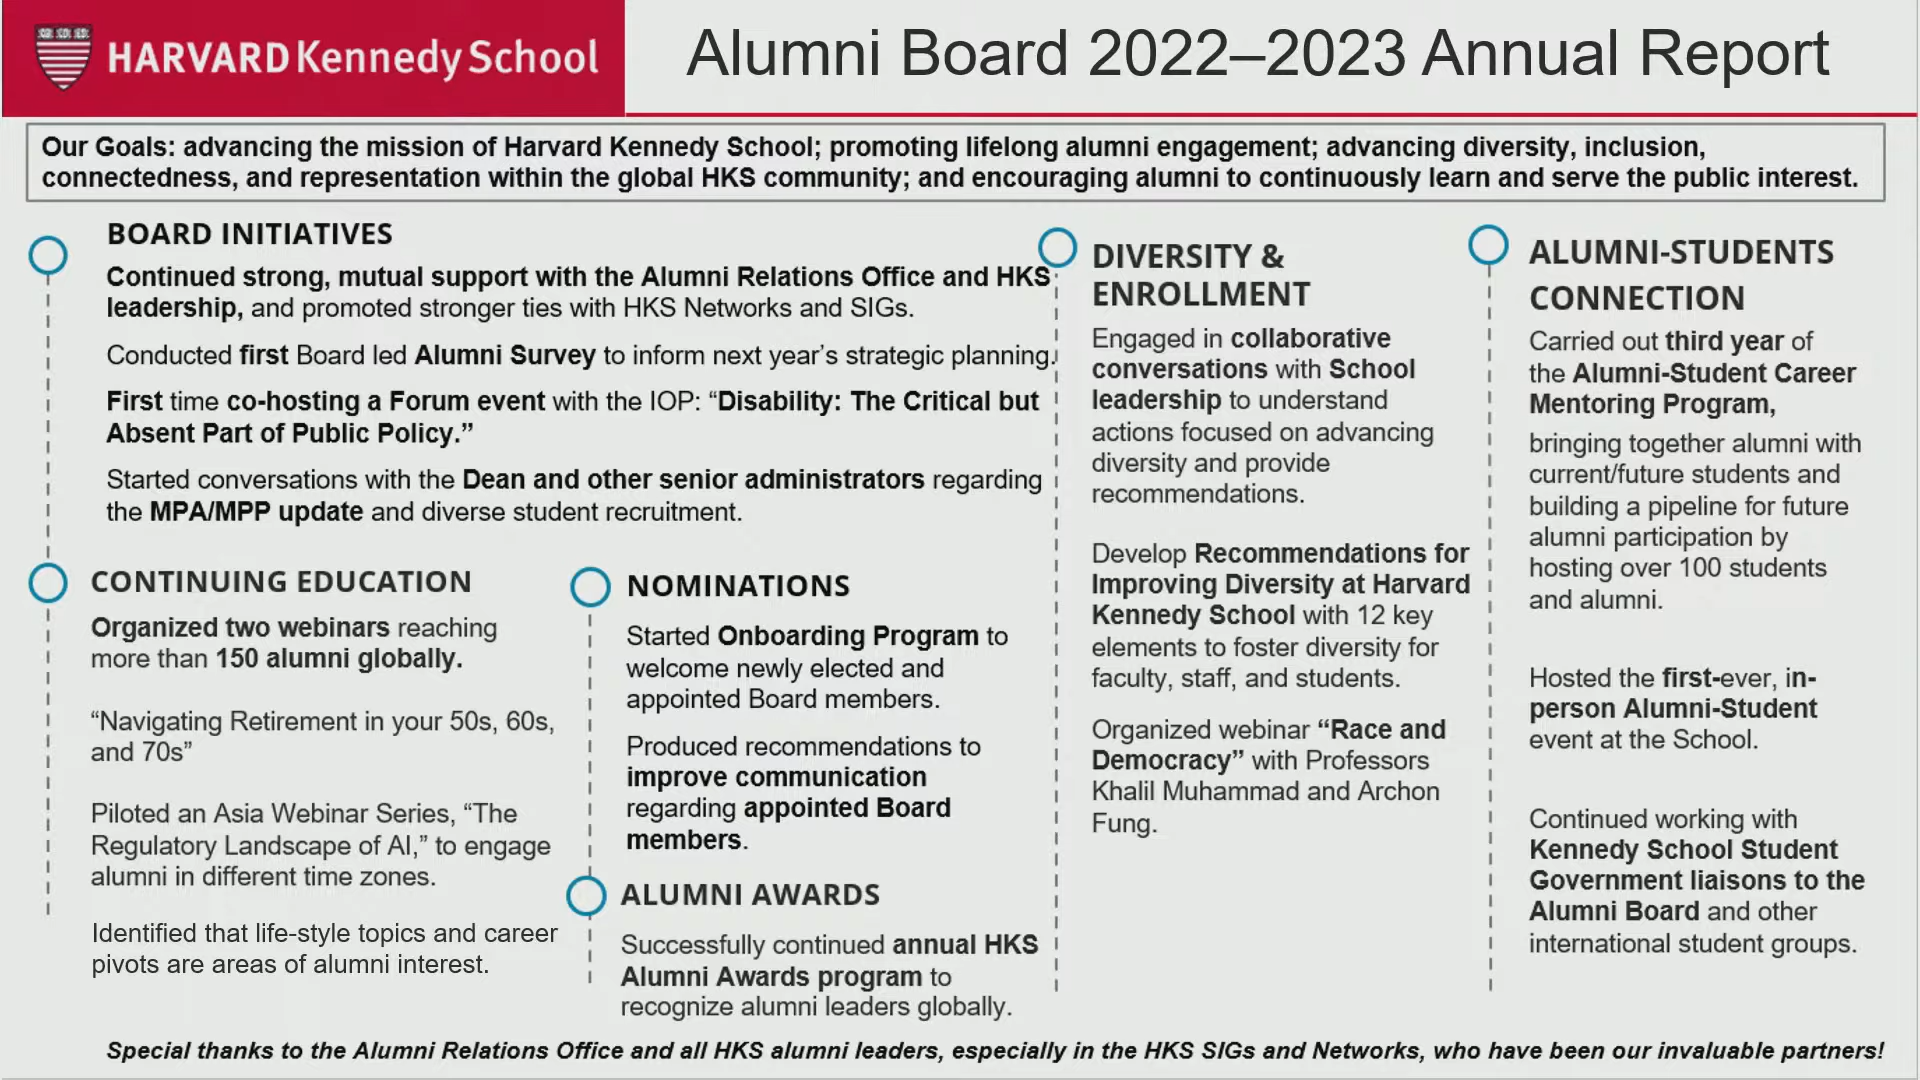 HARVARD Kennedy School
Alumni Board 2022–2023 Annual Report
Our Goals: advancing the mission of Harvard Kennedy School; promoting lifelong alumni engagement; advancing diversity, inclusion,
connectedness, and representation within the global HKS community; and encouraging alumni to continuously learn and serve the public interest.
BOARD INITIATIVES
Continued strong, mutual support with the Alumni Relations Office and HKS
leadership, and promoted stronger ties with HKS Networks and SIGs.
Conducted first Board led Alumni Survey to inform next year’s strategic planning.
First time co-hosting a Forum event with the IOP: “Disability: The Critical but
Absent Part of Public Policy.”
Started conversations with the Dean and other senior administrators regarding
the MPA/MPP update and diverse student recruitment.
CONTINUING EDUCATION
Organized two webinars reaching
more than 150 alumni globally.
“Navigating Retirement in your 50s, 60s,
and 70s”
Piloted an Asia Webinar Series, “The
Regulatory Landscape of AI,” to engage
alumni in different time zones.
Identified that life-style topics and career
pivots are areas of alumni interest.
NOMINATIONS
Started Onboarding Program to
welcome newly elected and
appointed Board members.
Produced recommendations to
improve communication
regarding appointed Board
members.
ALUMNI AWARDS
Successfully continued annual HKS
Alumni Awards program to
recognize alumni leaders globally.
DIVERSITY &
ENROLLMENT
Engaged in collaborative
conversations with School
leadership to understand
actions focused on advancing
diversity and provide
recommendations.
Develop Recommendations for
Improving Diversity at Harvard
Kennedy School with 12 key
elements to foster diversity for
faculty, staff, and students.
Organized webinar “Race and
Democracy” with Professors
Khalil Muhammad and Archon
Fung.
ALUMNI-STUDENTS
CONNECTION
Carried out third year of
the Alumni-Student Career
Mentoring Program,
bringing together alumni with
current/future students and
building a pipeline for future
alumni participation by
hosting over 100 students
and alumni.
Hosted the first-ever, in-
person Alumni-Student
event at the School.
Continued working with
Kennedy School Student
Government liaisons to the
Alumni Board and other
international student groups.
Special thanks to the Alumni Relations Office and all HKS alumni leaders, especially in the HKS SIGs and Networks, who have been our invaluable partners!